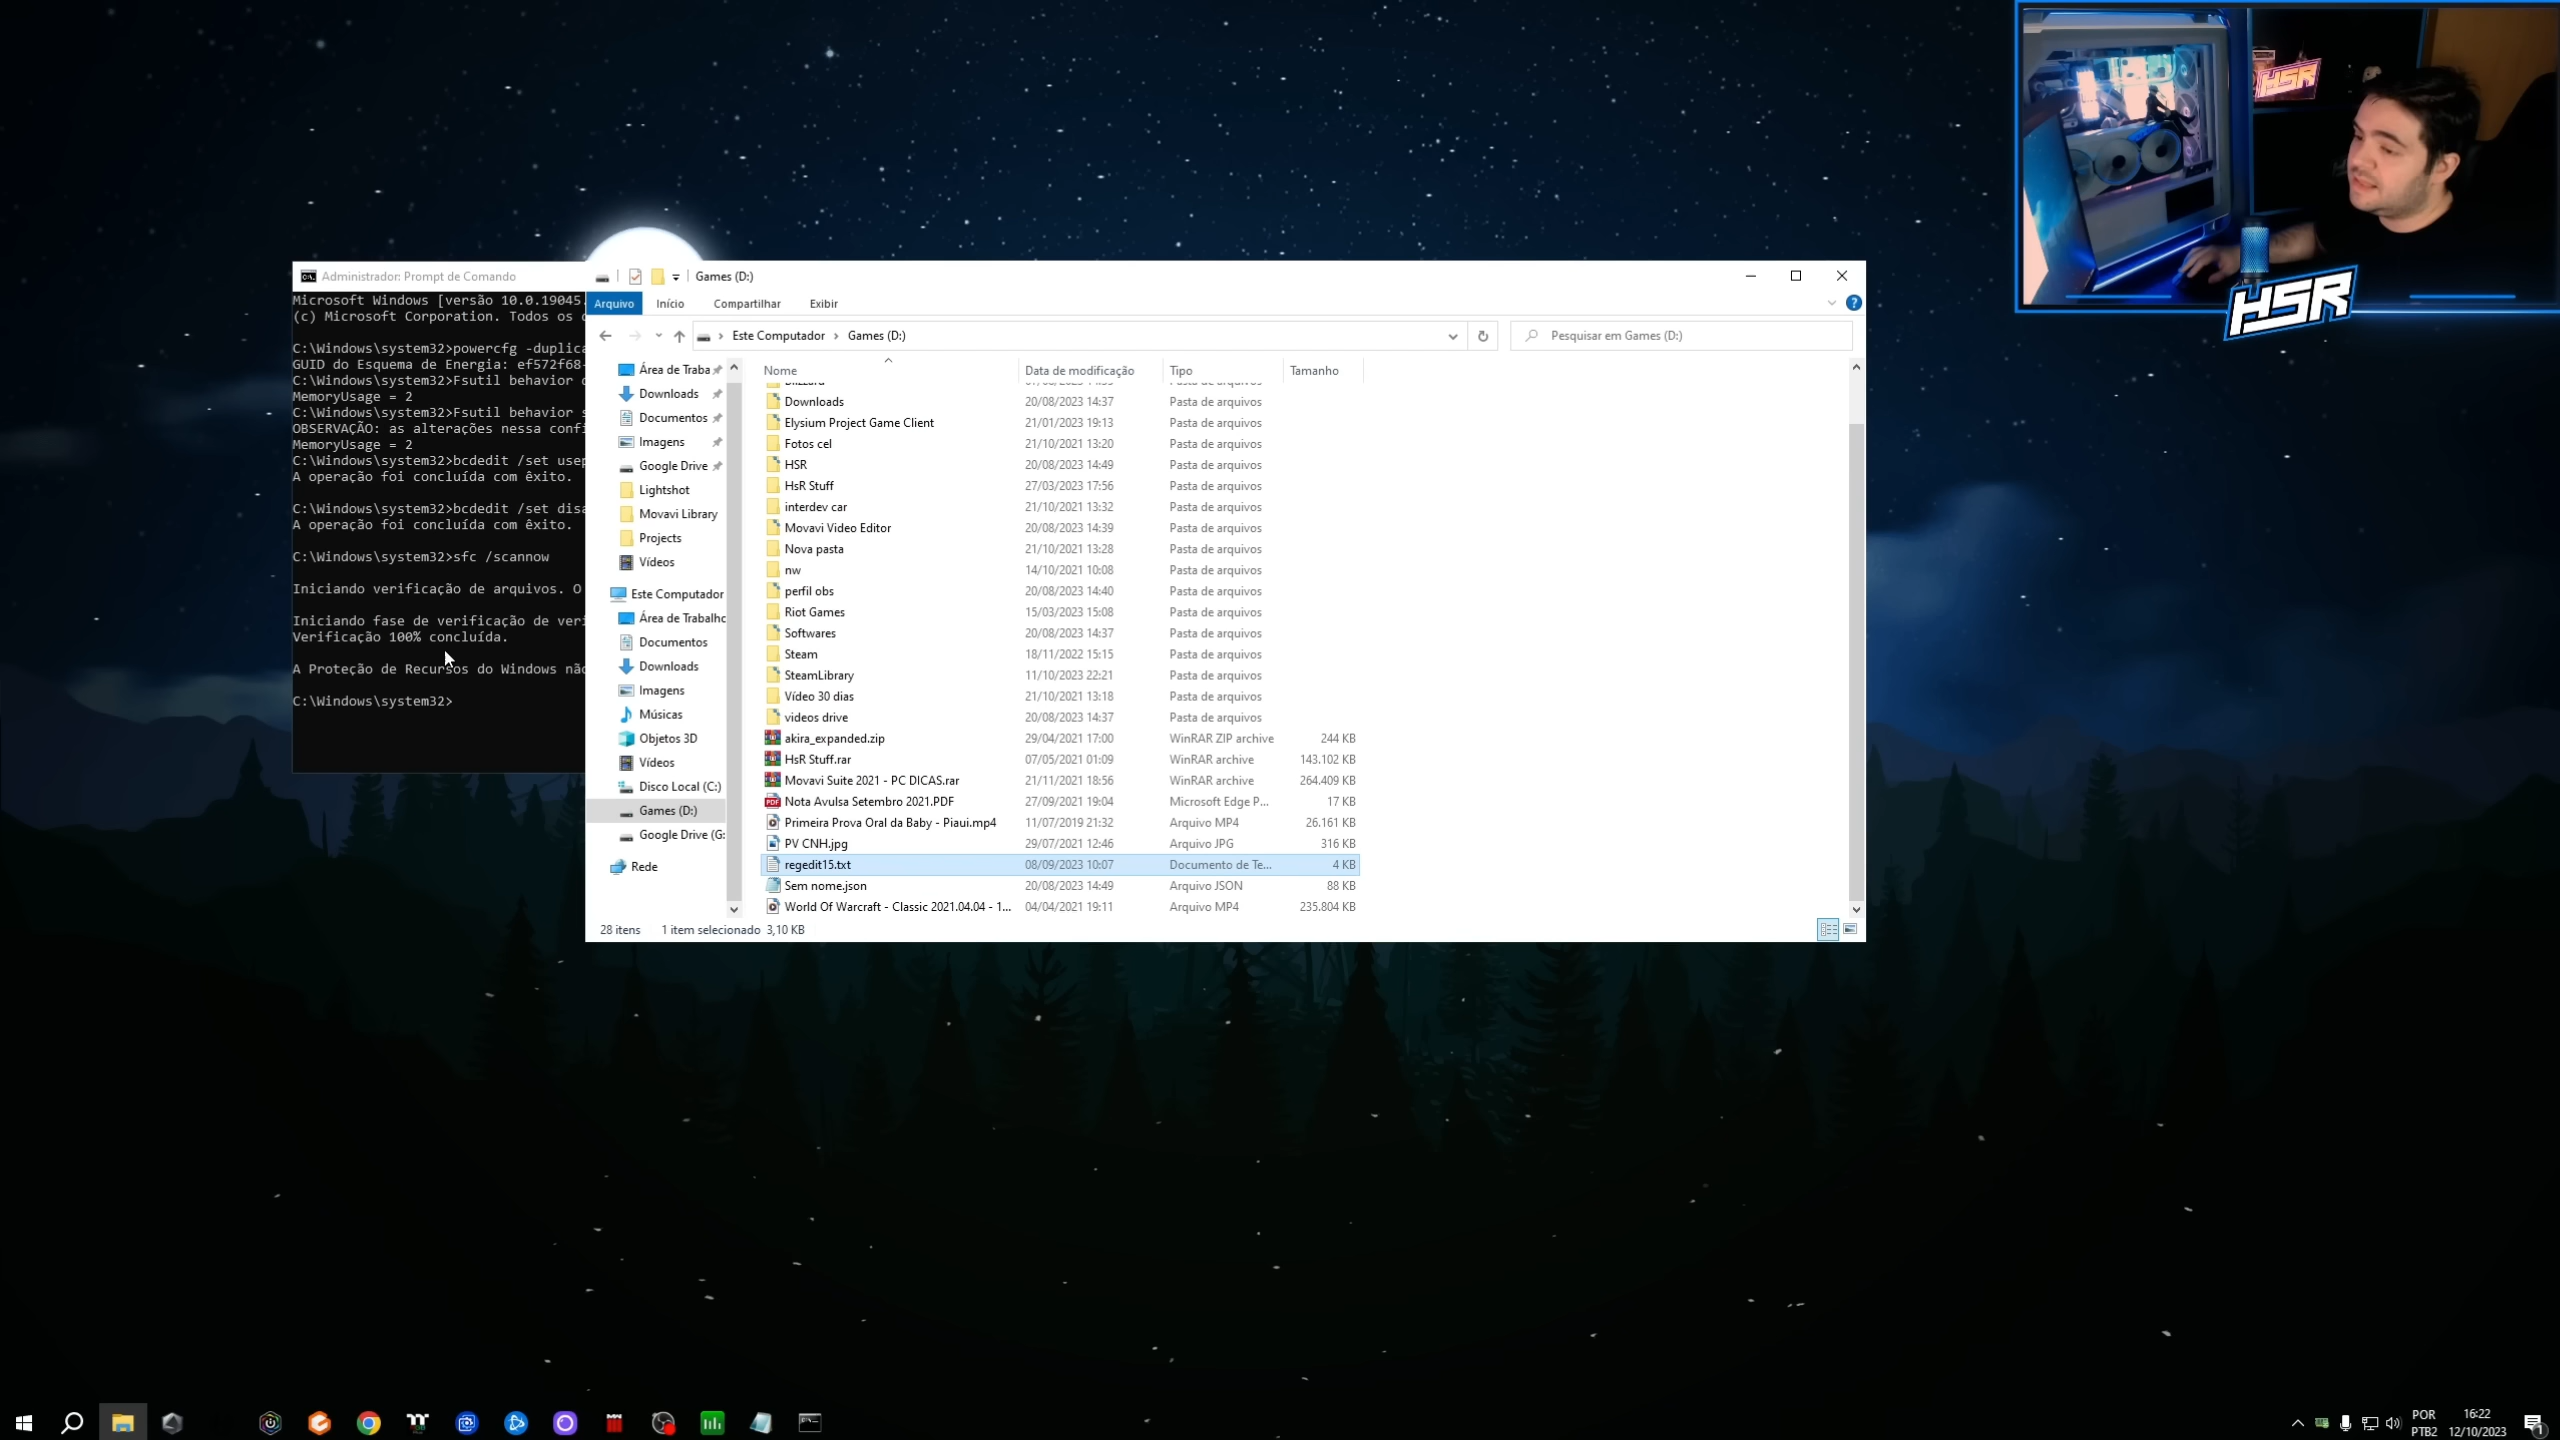 HSR
HSR
Administrador: Prompt de Comando
Microsoft Windows [versão 10.0.19045.
(c) Microsoft Corporation. Todos os
C:\Windows\system32>powercfg -duplica
GUID do Esquema de Energia: ef572f68-
C:\Windows\system32>Fsutil behavior
MemoryUsage = 2
C:\Windows\system32>Fsutil behavior
OBSERVAÇÃO: as alterações nessa confi
MemoryUsage = 2
C:\Windows\system32>bcdedit /set usep
A operação foi concluída com êxito.
C:\Windows\system32>bcdedit /set disa
A operação foi concluída com êxito.
C:\Windows\system32>sfc /scannow
Iniciando verificação de arquivos. O
Iniciando fase de verificação de veri
Verificação 100% concluída.
A Proteção de Recursos do Windows não
C:\Windows\system32>
Games (D:)
Arquivo Início Compartilhar Exibir
Este Computador › Games (D:)
Pesquisar em Games (D:)
Área de Traba
Downloads
Documentos
Imagens
Google Drive
Lightshot
Movavi Library
Projects
Vídeos
Este Computador
Área de Trabalho
Documentos
Downloads
Imagens
Músicas
Objetos 3D
Vídeos
Disco Local (C:)
Games (D:)
Google Drive (G:
Rede
Nome Data de modificação Tipo Tamanho
Downloads 20/08/2023 14:37 Pasta de arquivos
Elysium Project Game Client 21/01/2023 19:13 Pasta de arquivos
Fotos cel 21/10/2021 13:20 Pasta de arquivos
HSR 20/08/2023 14:49 Pasta de arquivos
HsR Stuff 27/03/2023 17:56 Pasta de arquivos
interdev car 21/10/2021 13:32 Pasta de arquivos
Movavi Video Editor 20/08/2023 14:39 Pasta de arquivos
Nova pasta 21/10/2021 13:28 Pasta de arquivos
nw 14/10/2021 10:08 Pasta de arquivos
perfil obs 20/08/2023 14:40 Pasta de arquivos
Riot Games 15/03/2023 15:08 Pasta de arquivos
Softwares 20/08/2023 14:37 Pasta de arquivos
Steam 18/11/2022 15:15 Pasta de arquivos
SteamLibrary 11/10/2023 22:21 Pasta de arquivos
Vídeo 30 dias 21/10/2021 13:18 Pasta de arquivos
videos drive 20/08/2023 14:37 Pasta de arquivos
akira_expanded.zip 29/04/2021 17:00 WinRAR ZIP archive 244 KB
HsR Stuff.rar 07/05/2021 01:09 WinRAR archive 143.102 KB
Movavi Suite 2021 - PC DICAS.rar 21/11/2021 18:56 WinRAR archive 264.409 KB
Nota Avulsa Setembro 2021.PDF 27/09/2021 19:04 Microsoft Edge P... 17 KB
Primeira Prova Oral da Baby - Piaui.mp4 11/07/2019 21:32 Arquivo MP4 26.161 KB
PV CNH.jpg 29/07/2021 12:46 Arquivo JPG 316 KB
regedit15.txt 08/09/2023 10:07 Documento de Te... 4 KB
Sem nome.json 20/08/2023 14:49 Arquivo JSON 88 KB
World Of Warcraft - Classic 2021.04.04 - 1... 04/04/2021 19:11 Arquivo MP4 235.804 KB
28 itens 1 item selecionado 3,10 KB
POR
PTB2
16:22
12/10/2023